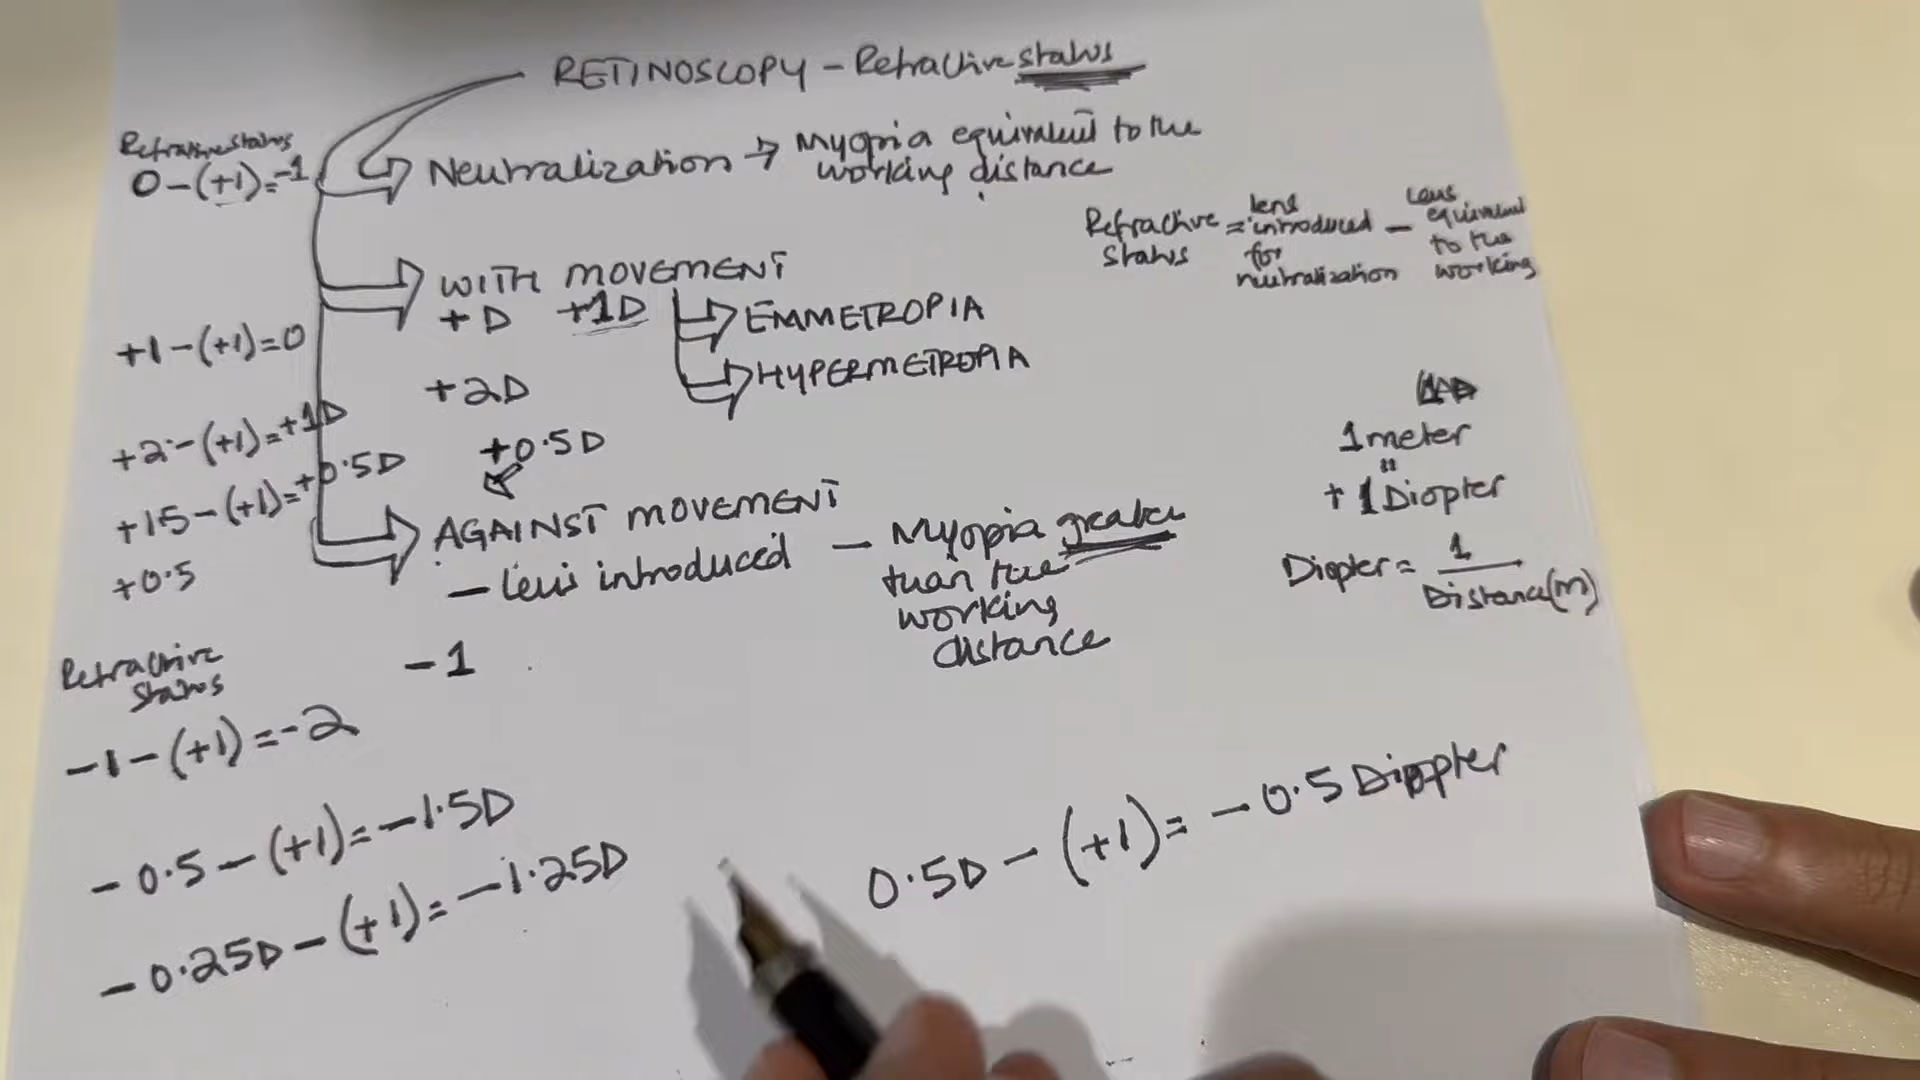 RETINOSCOPY - Refractive status
Refractive status
0-(+1)=-1
Neutralization → Myopia equivalent to the
working distance
Refractive status = lens introduced for neutralization - Lens equivalent to the working
WITH MOVEMENT
+D +1D
EMMETROPIA
HYPERMETROPIA
+1-(+1)=0
+2D
+2-(+1)=+1D
+0.5D
+15-(+1)=+0.5D
AGAINST MOVEMENT
- lens introduced - Myopia greater
than the
working
distance
+0.5
1meter
"
+ 1Diopter
Diopter = 1
Distance(m)
-1
Refractive
status
-1-(+1)=-2
-0.5-(+1)=-1.5D
-0.25D-(+1)=-1.25D
0.5D-(+1)=-0.5 Diopter